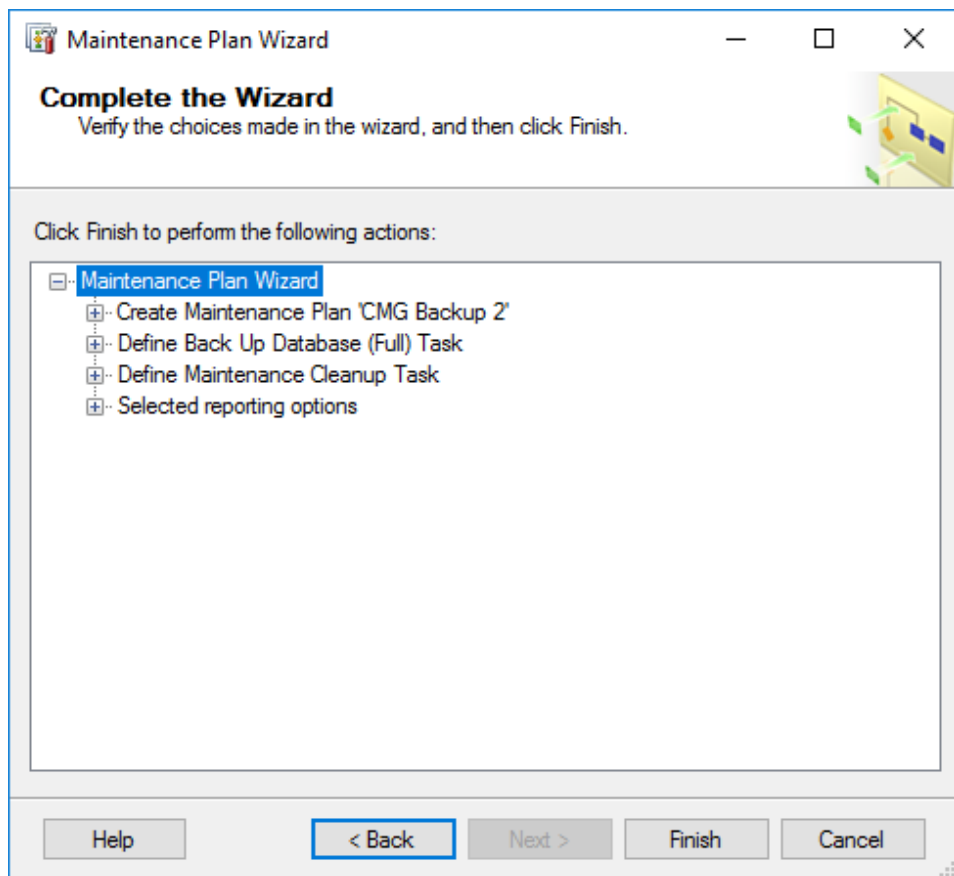 Maintenance Plan Wizard
Complete the Wizard
Verify the choices made in the wizard, and then click Finish.
Click Finish to perform the following actions:
Maintenance Plan Wizard
Create Maintenance Plan 'CMG Backup 2'
Define Back Up Database (Full) Task
Define Maintenance Cleanup Task
Selected reporting options
Help < Back Next > Finish Cancel